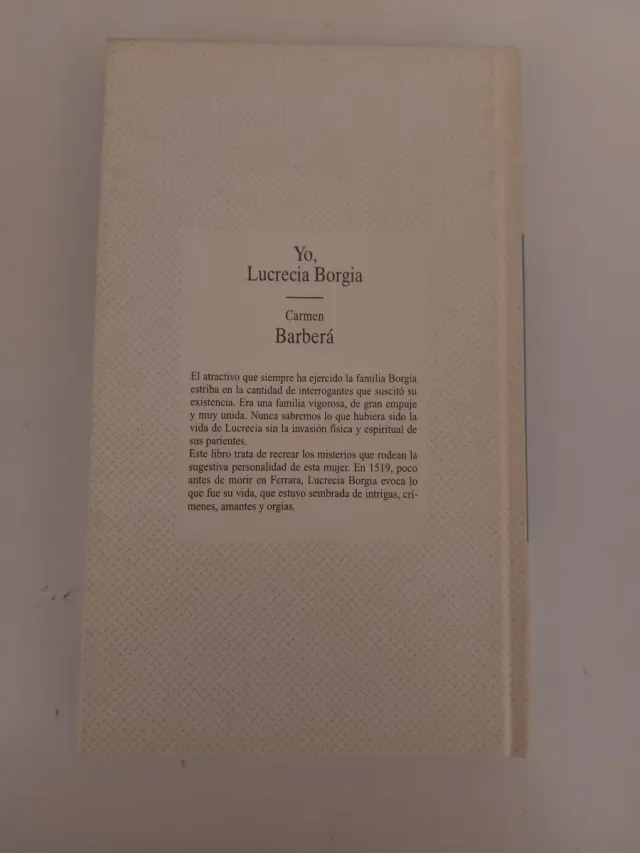 Yo,
Lucrecia Borgia
Carmen
Barberá
El atractivo que siempre ha ejercido la familia Borgia
estriba en la cantidad de interrogantes que suscitó su
existencia. Era una familia vigorosa, de gran empuje
y muy unida. Nunca sabremos lo que hubiera sido la
vida de Lucrecia sin la invasión física y espiritual de
sus parientes.
Este libro trata de recrear los misterios que rodean la
sugestiva personalidad de esta mujer. En 1519, poco
antes de morir en Ferrara, Lucrecia Borgia evoca lo
que fue su vida, que estuvo sembrada de intrigas, crí-
menes, amantes y orgías.